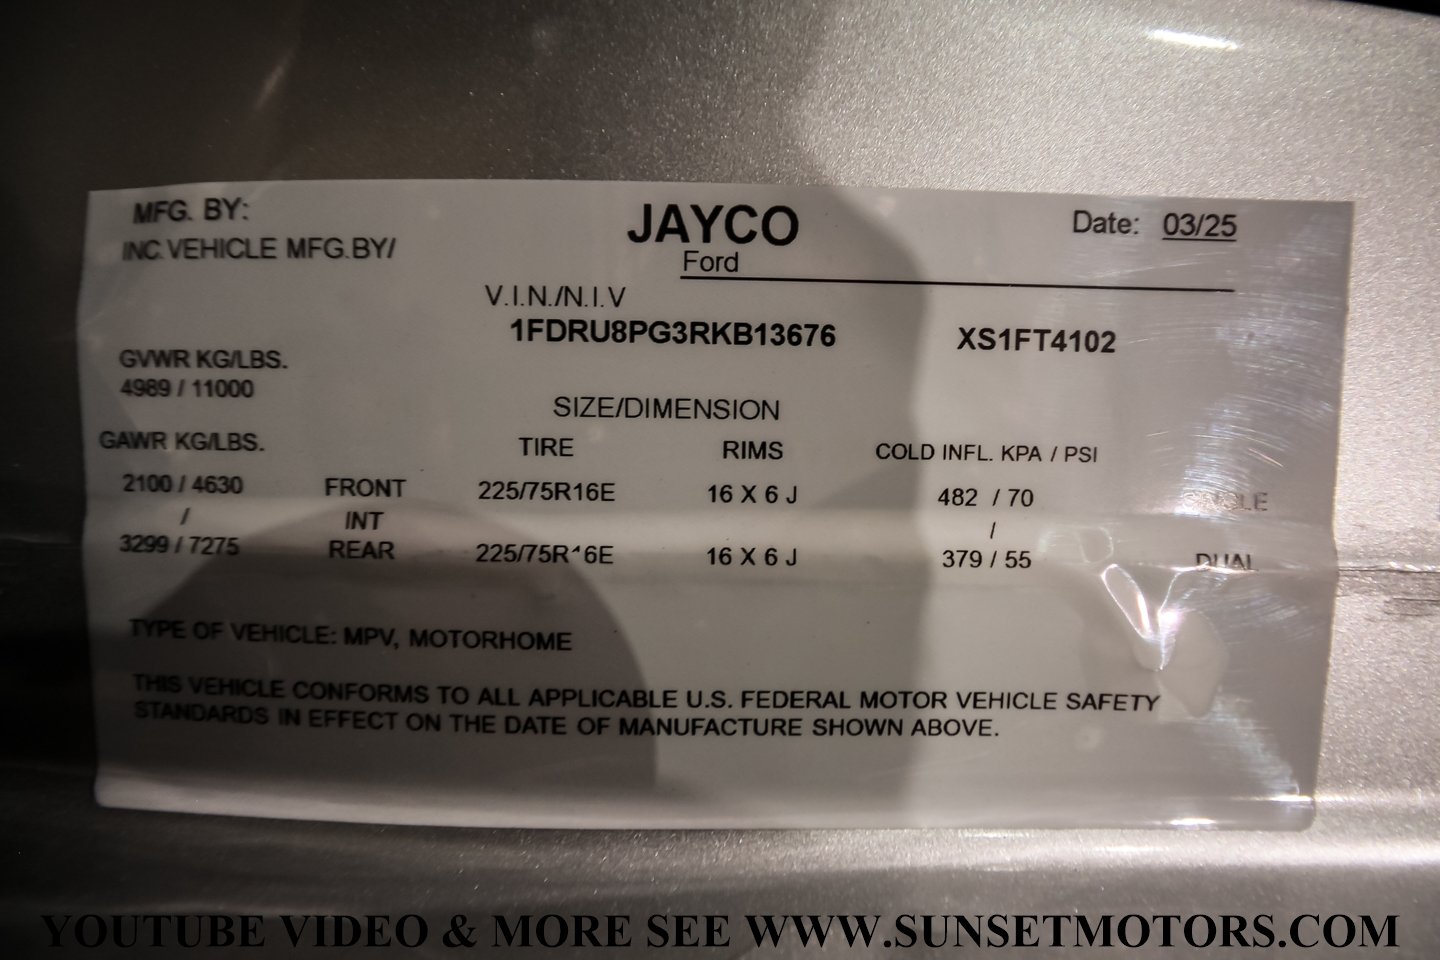 MFG. BY: JAYCO Date: 03/25
INC.VEHICLE MFG.BY/ Ford
V.I.N./N.I.V
1FDRU8PG3RKB13676 XS1FT4102
GVWR KG/LBS.
4989 / 11000
SIZE/DIMENSION
GAWR KG/LBS. TIRE RIMS COLD INFL. KPA / PSI
2100 / 4630 FRONT 225/75R16E 16 X 6 J 482 / 70 SINGLE
/ INT /
3299 / 7275 REAR 225/75R16E 16 X 6 J 379 / 55 DUAL
TYPE OF VEHICLE: MPV, MOTORHOME
THIS VEHICLE CONFORMS TO ALL APPLICABLE U.S. FEDERAL MOTOR VEHICLE SAFETY
STANDARDS IN EFFECT ON THE DATE OF MANUFACTURE SHOWN ABOVE.
YOUTUBE VIDEO & MORE SEE WWW.SUNSETMOTORS.COM